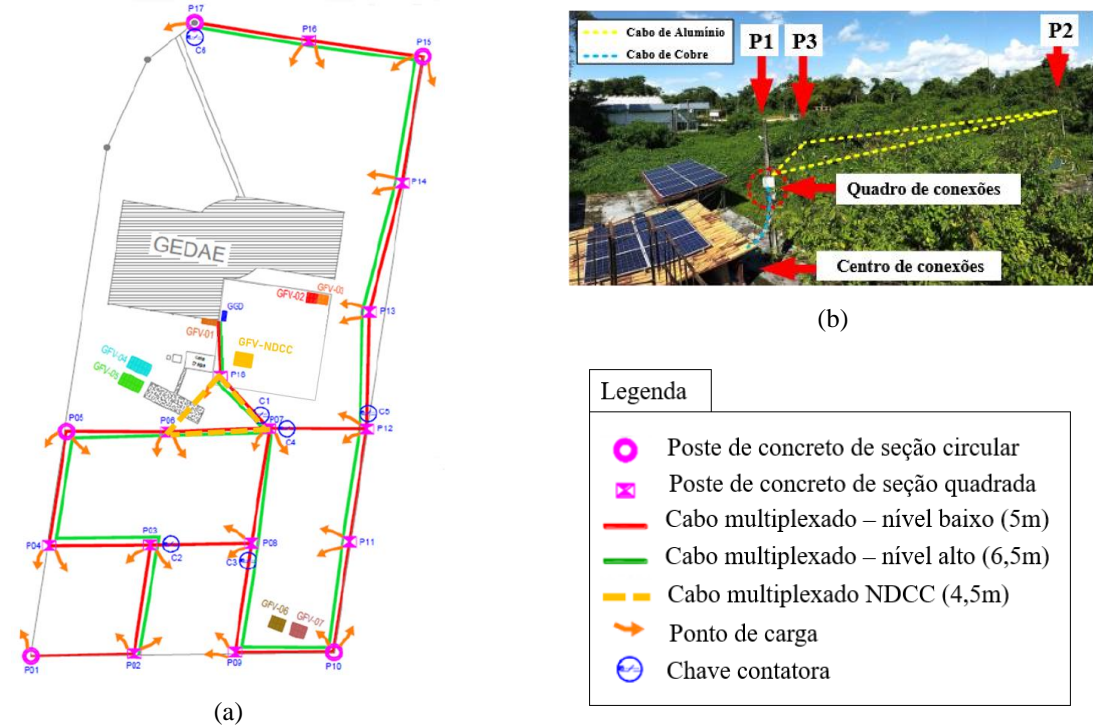 P17
C6
P16
P15
P14
GEDAE
GFV-02
GFV-01
GGD
P13
GFV-01
GFV-NDCC
GFV-04
GFV-05
P18
C1
C5
P05
P06
P07
C4
P12
P04
P03
C2
P08
C3
P11
GFV-06
GFV-07
P01
P02
P09
P10
(a)
Cabo de Alumínio
Cabo de Cobre
P1
P3
P2
Quadro de conexões
Centro de conexões
(b)
Legenda
Poste de concreto de seção circular
Poste de concreto de seção quadrada
Cabo multiplexado – nível baixo (5m)
Cabo multiplexado – nível alto (6,5m)
Cabo multiplexado NDCC (4,5m)
Ponto de carga
Chave contatora